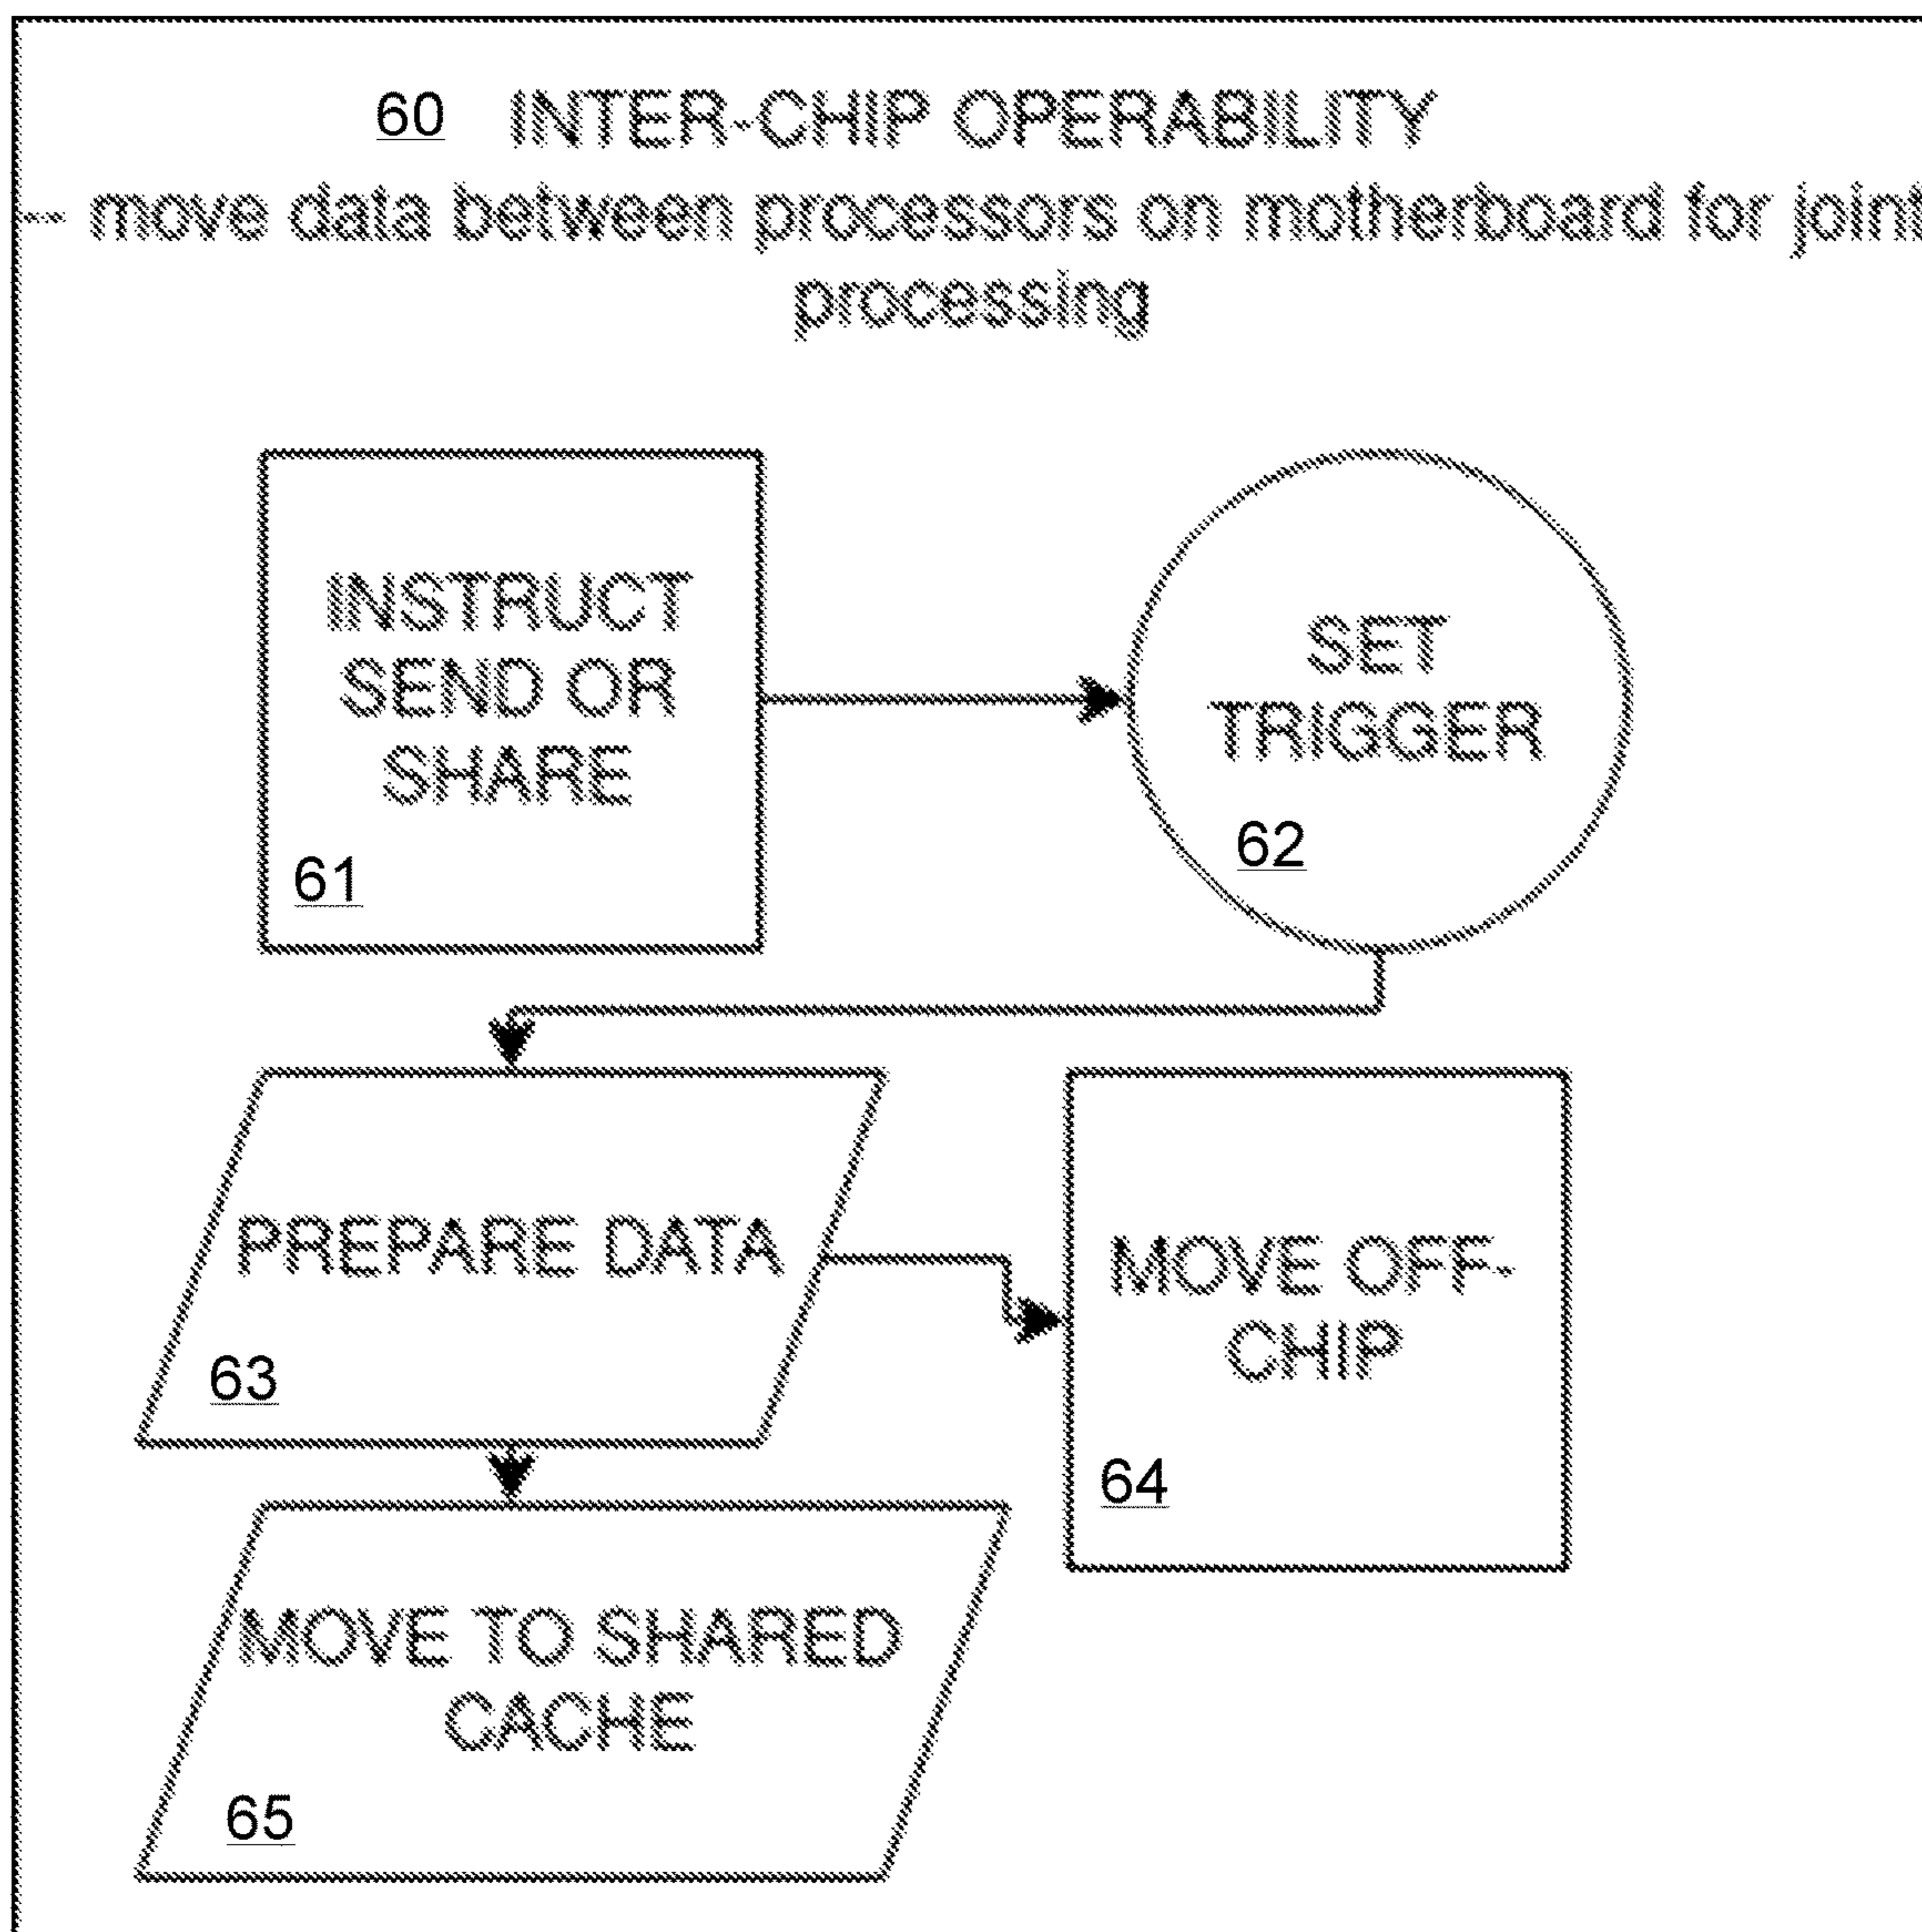 60 INTER-CHIP OPERABILITY
-- move data between processors on motherboard for joint
processing
INSTRUCT
SEND OR
SHARE
61
SET
TRIGGER
62
PREPARE DATA
63
MOVE OFF-
CHIP
64
MOVE TO SHARED
CACHE
65